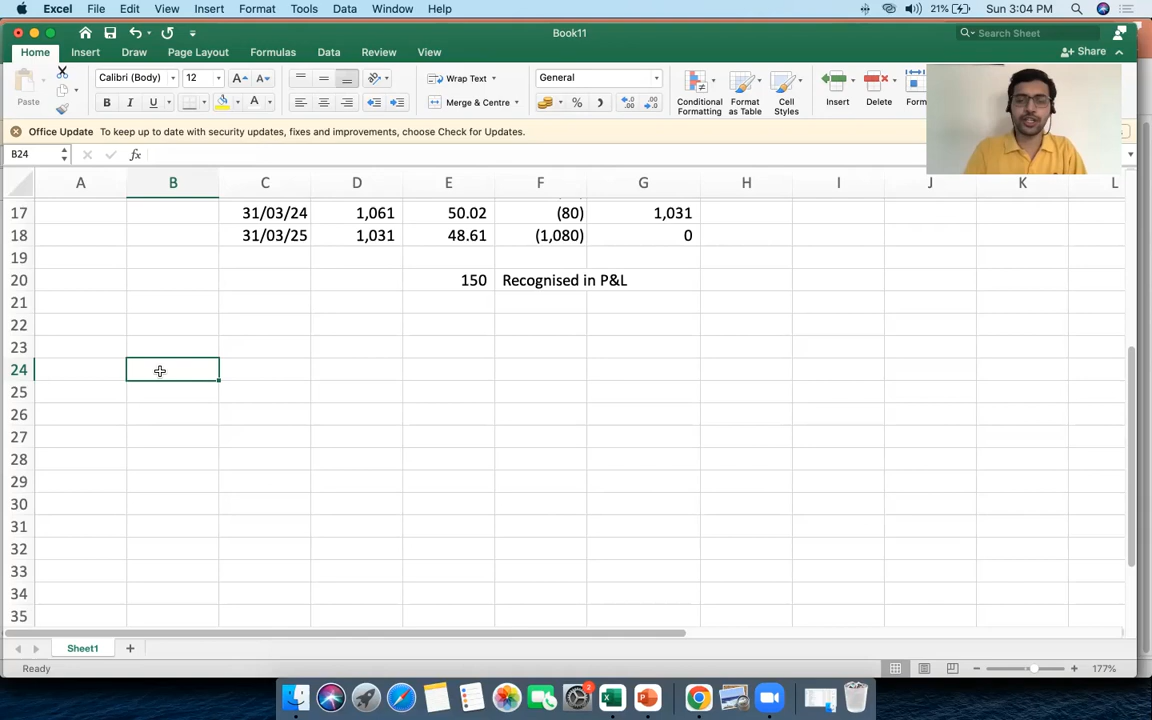 Excel File Edit View Insert Format Tools Data Window Help 21% Sun 3:04 PM
Book11 Search Sheet
Home Insert Draw Page Layout Formulas Data Review View Share
Paste Calibri (Body) 12 A A Wrap Text General Conditional Formatting Format as Table Cell Styles Insert Delete Form
B I U A Merge & Centre %
Office Update To keep up to date with security updates, fixes and improvements, choose Check for Updates.
B24 fx
A B C D E F G H I J K L
17 31/03/24 1,061 50.02 (80) 1,031
18 31/03/25 1,031 48.61 (1,080) 0
19
20 150 Recognised in P&L
21
22
23
24
25
26
27
28
29
30
31
32
33
34
35
Sheet1 +
Ready 177%
2